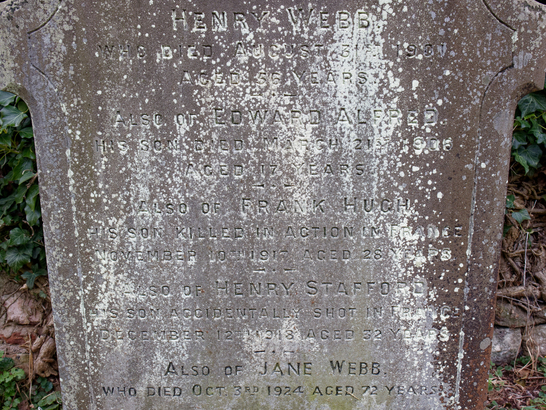 HENRY WEBB.
WHO DIED AUGUST 31ST 1901
AGED 56 YEARS.
ALSO OF EDWARD ALFRED.
HIS SON DIED MARCH 21ST 1906
AGED 17 YEARS
ALSO OF FRANK HUGH.
HIS SON KILLED IN ACTION IN FRANCE
NOVEMBER 10TH 1917 AGED 26 YEARS.
ALSO OF HENRY STAFFORD.
HIS SON ACCIDENTALLY SHOT IN FRANCE
DECEMBER 12TH 1918 AGED 32 YEARS.
ALSO OF JANE WEBB.
WHO DIED OCT. 3RD 1924 AGED 72 YEARS.